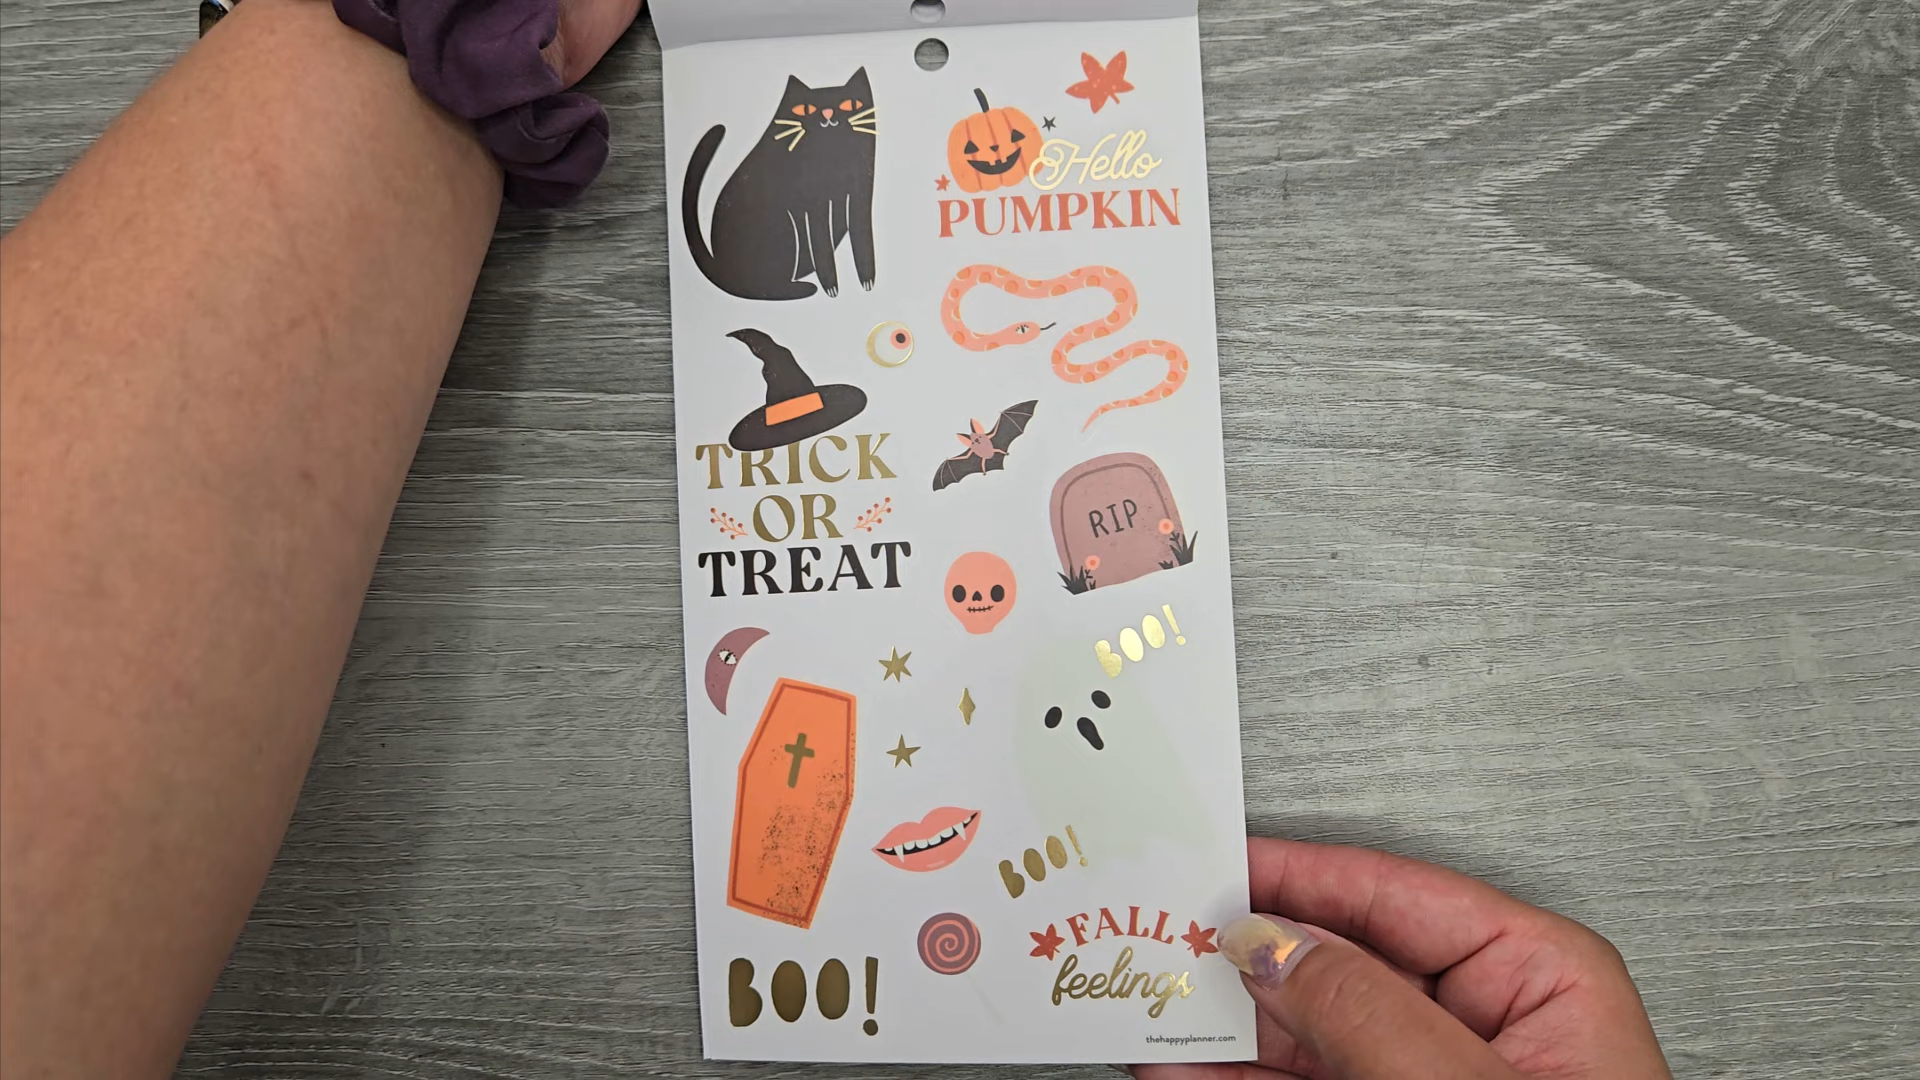 Hello
PUMPKIN
TRICK
OR
TREAT
RIP
BOO!
BOO!
FALL
feelings
BOO!
thehappyplanner.com